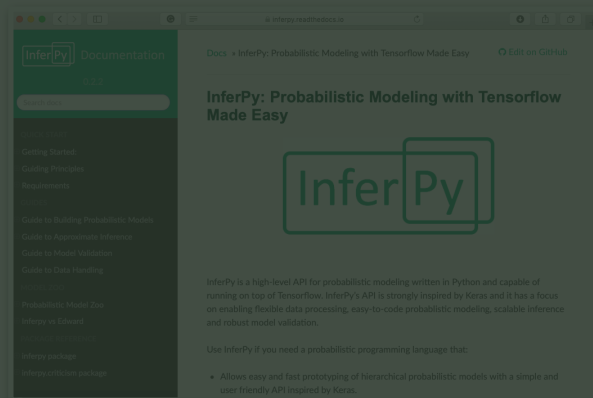 inferpy.readthedocs.io
InferPy Documentation
Search docs
Getting Started
Guiding Principles
Requirements
Guide to Building Probabilistic Models
Guide to Approximate Inference
Guide to Model Validation
Guide to Data Handling
Probabilistic Model Zoo
Inferpy vs Edward
Inferpy package
Inferpy.criticism package
Docs » InferPy: Probabilistic Modeling with Tensorflow Made Easy
Edit on GitHub
InferPy: Probabilistic Modeling with Tensorflow
Made Easy
InferPy
InferPy is a high-level API for probabilistic modeling written in Python and capable of
running on top of Tensorflow. InferPy's API is strongly inspired by Keras and it has a focus
on enabling flexible data processing, easy-to-code probabilistic modeling, scalable inference
and robust model validation.
Use InferPy if you need a probabilistic programming language that:
• Allows easy and fast prototyping of hierarchical probabilistic models with a simple and
user friendly API inspired by Keras.